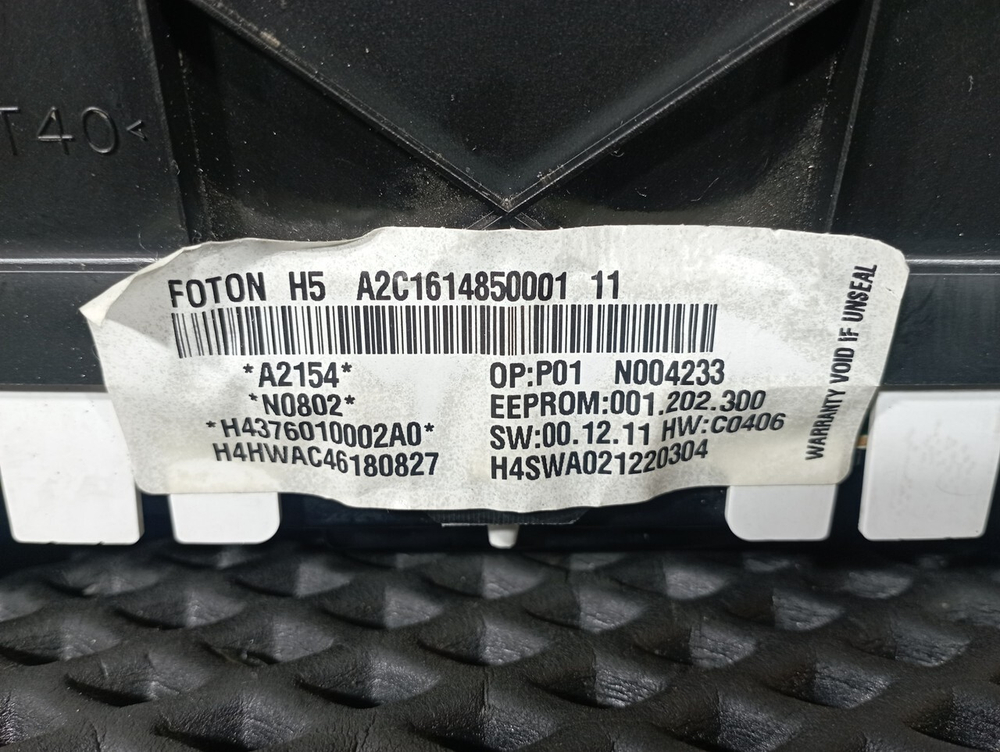 T40<
FOTON H5 A2C1614850001 11
*A2154*
*N0802*
*H4376010002A0*
H4HWAC46180827
OP:P01 N004233
EEPROM:001.202.300
SW:00.12.11 HW:C0406
H4SWA021220304
WARRANTY VOID IF UNSEAL